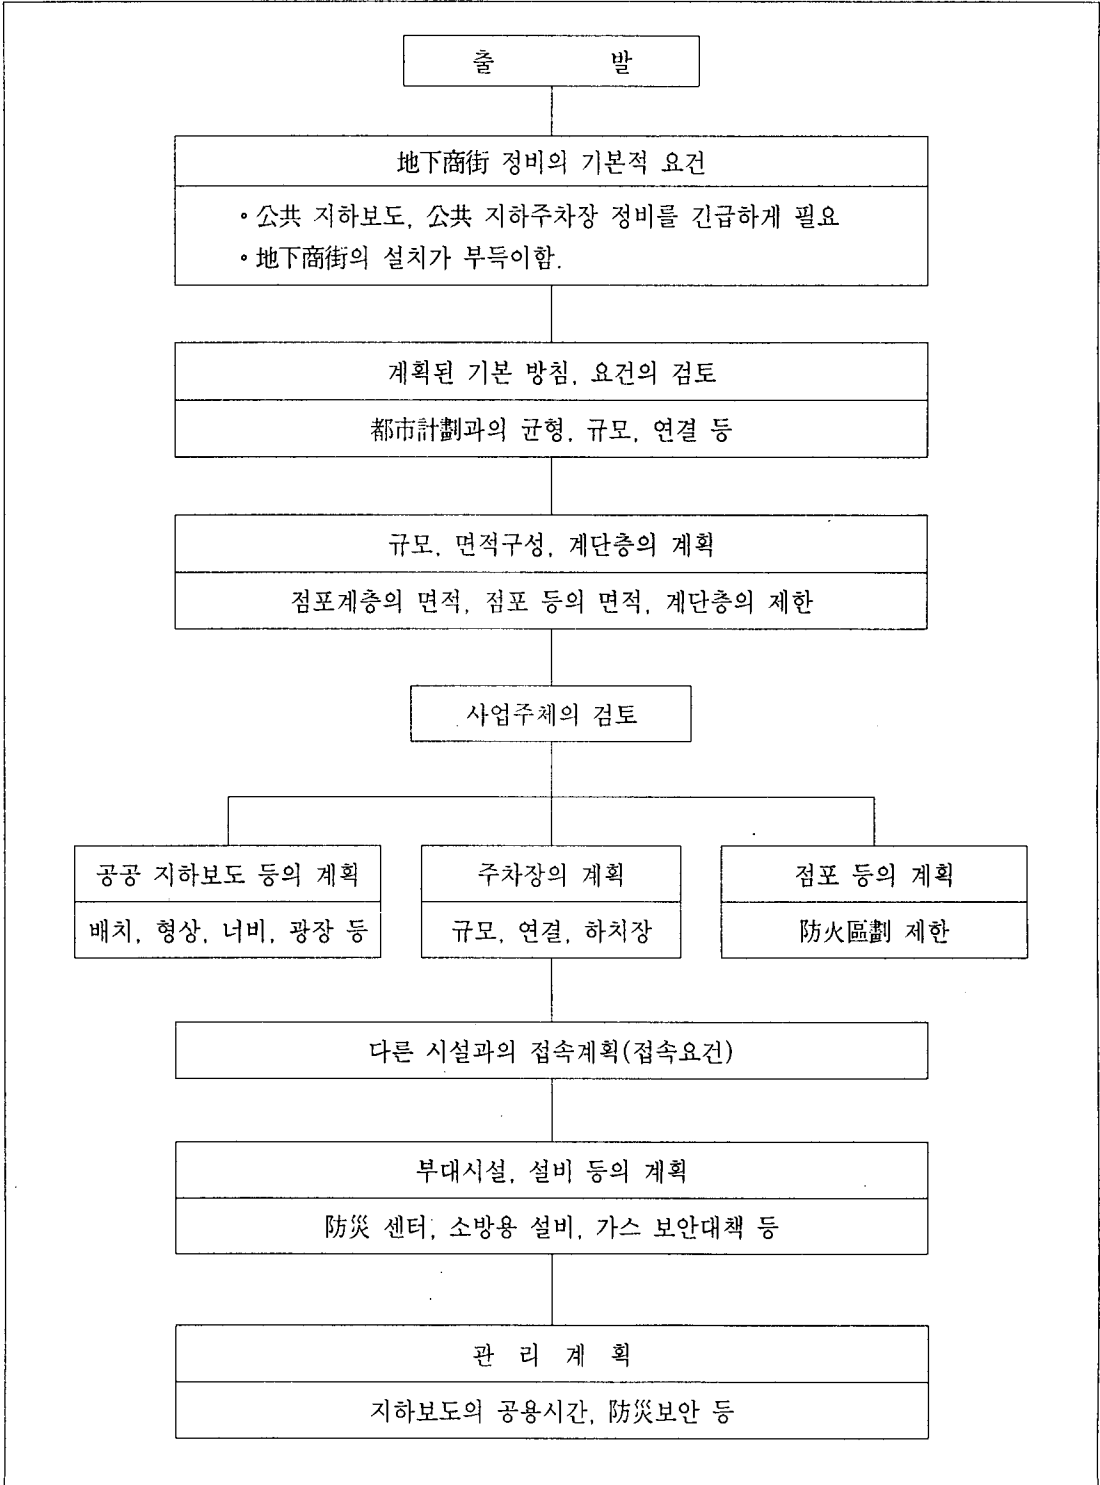 출 발
地下商街 정비의 기본적 요건
∘ 公共 지하보도, 公共 지하주차장 정비를 긴급하게 필요
∘ 地下商街의 설치가 부득이함.
계획된 기본 방침, 요건의 검토
都市計劃과의 균형, 규모, 연결 등
규모, 면적구성, 계단층의 계획
점포계층의 면적, 점포 등의 면적, 계단층의 제한
사업주체의 검토
공공 지하보도 등의 계획
배치, 형상, 너비, 광장 등
주차장의 계획
규모, 연결, 하치장
점포 등의 계획
防火區劃 제한
다른 시설과의 접속계획(접속요건)
부대시설, 설비 등의 계획
防災 센터, 소방용 설비, 가스 보안대책 등
관 리 계 획
지하보도의 공용시간, 防災보안 등